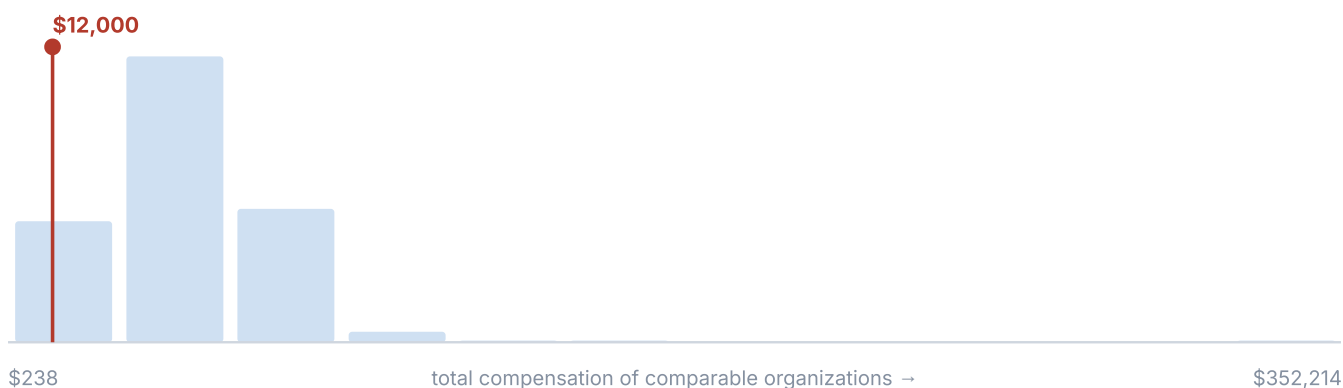 $12,000
$238
total compensation of comparable organizations →
$352,214